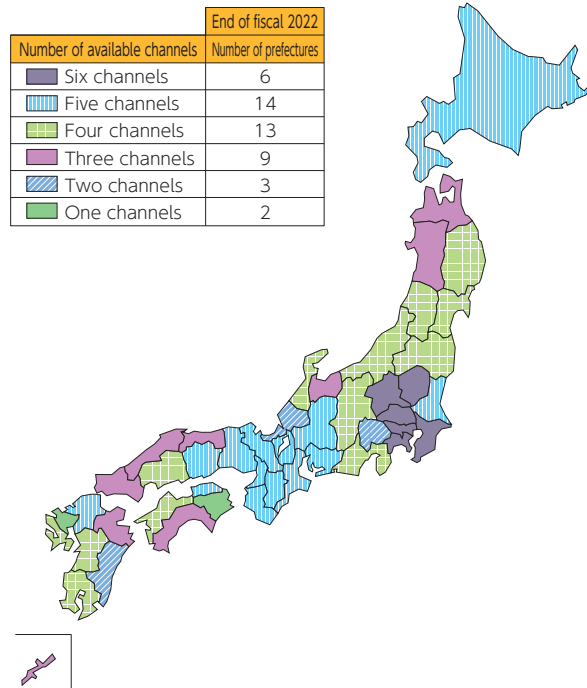 End of fiscal 2022
Number of available channels Number of prefectures
Six channels 6
Five channels 14
Four channels 13
Three channels 9
Two channels 3
One channels 2